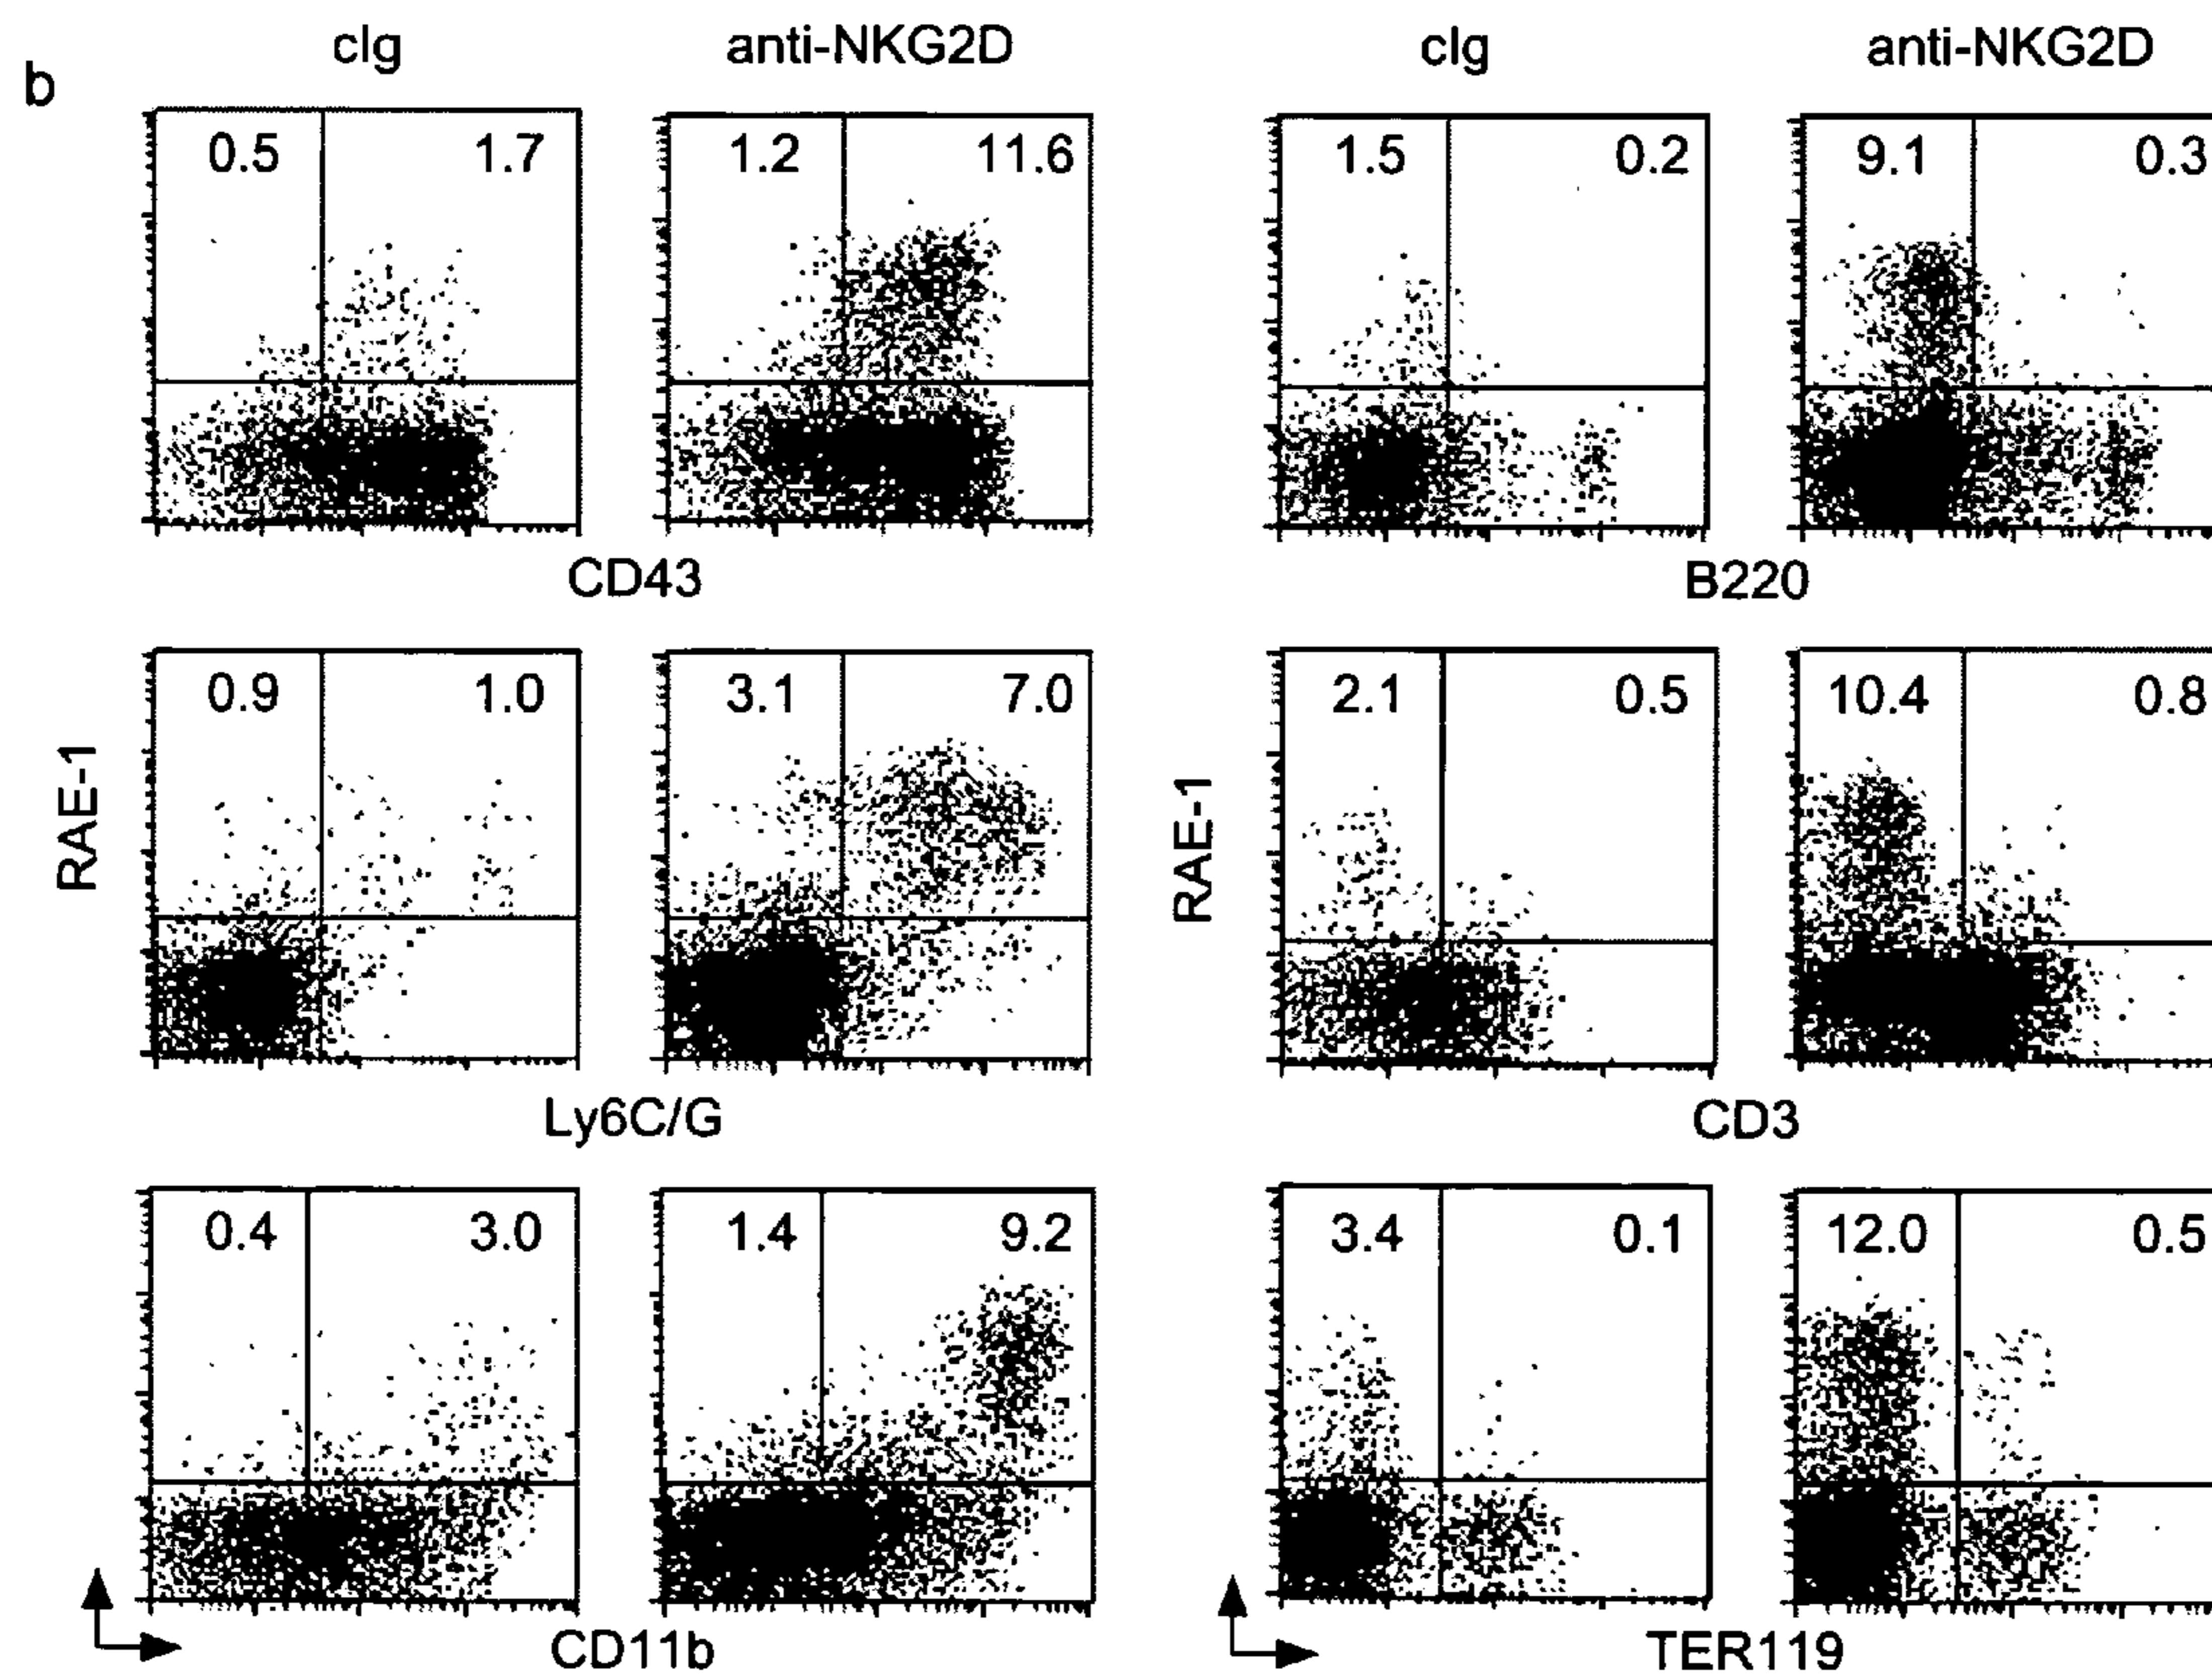 cIg anti-NKG2D cIg anti-NKG2D
b
0.5 1.7 1.2 11.6 1.5 0.2 9.1 0.3
CD43 B220
0.9 1.0 3.1 7.0 2.1 0.5 10.4 0.8
RAE-1 RAE-1
Ly6C/G CD3
0.4 3.0 1.4 9.2 3.4 0.1 12.0 0.5
CD11b TER119